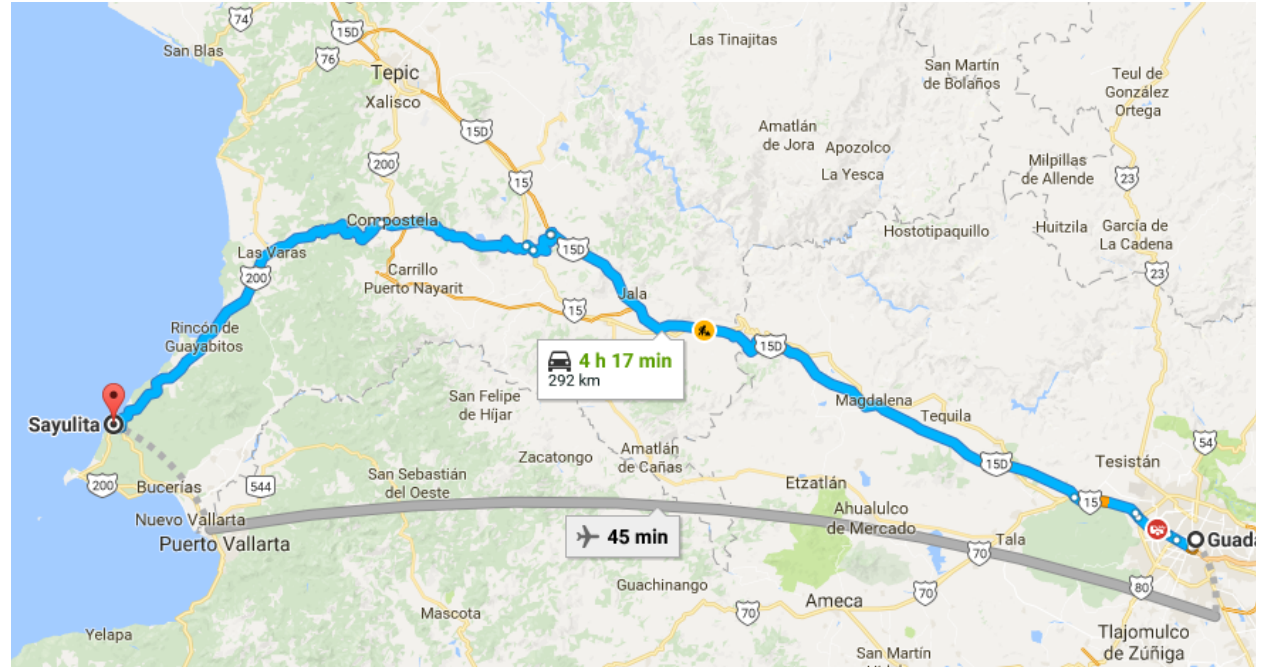 74
15D
San Blas
76
Tepic
Xalisco
Las Tinajitas
San Martín
de Bolaños
Teul de
González
Ortega
15D
200
15
Amatlán
de Jora
Apozolco
La Yesca
Milpillas
de Allende
23
Compostela
Las Varas
200
15D
Hostotipaquillo
Huitzila
García de
La Cadena
23
Carrillo
Puerto Nayarit
Jala
15
Rincón de
Guayabitos
15D
4 h 17 min
292 km
San Felipe
de Híjar
Magdalena
Tequila
Sayulita
54
Zacatongo
Amatlán
de Cañas
15D
Tesistán
San Sebastián
del Oeste
200
Bucerías
544
Etzatlán
15
Ahualulco
de Mercado
Nuevo Vallarta
Puerto Vallarta
45 min
Tala
70
Guada
Guachinango
80
70
70
Ameca
Mascota
Yelapa
Tlajomulco
de Zúñiga
San Martín